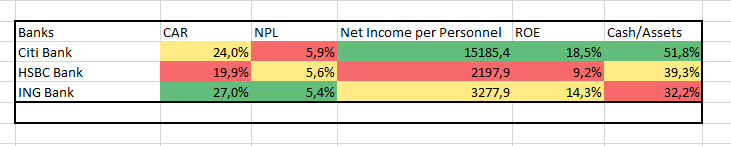 Banks CAR NPL Net Income per Personnel ROE Cash/Assets
Citi Bank 24,0% 5,9% 15185,4 18,5% 51,8%
HSBC Bank 19,9% 5,6% 2197,9 9,2% 39,3%
ING Bank 27,0% 5,4% 3277,9 14,3% 32,2%